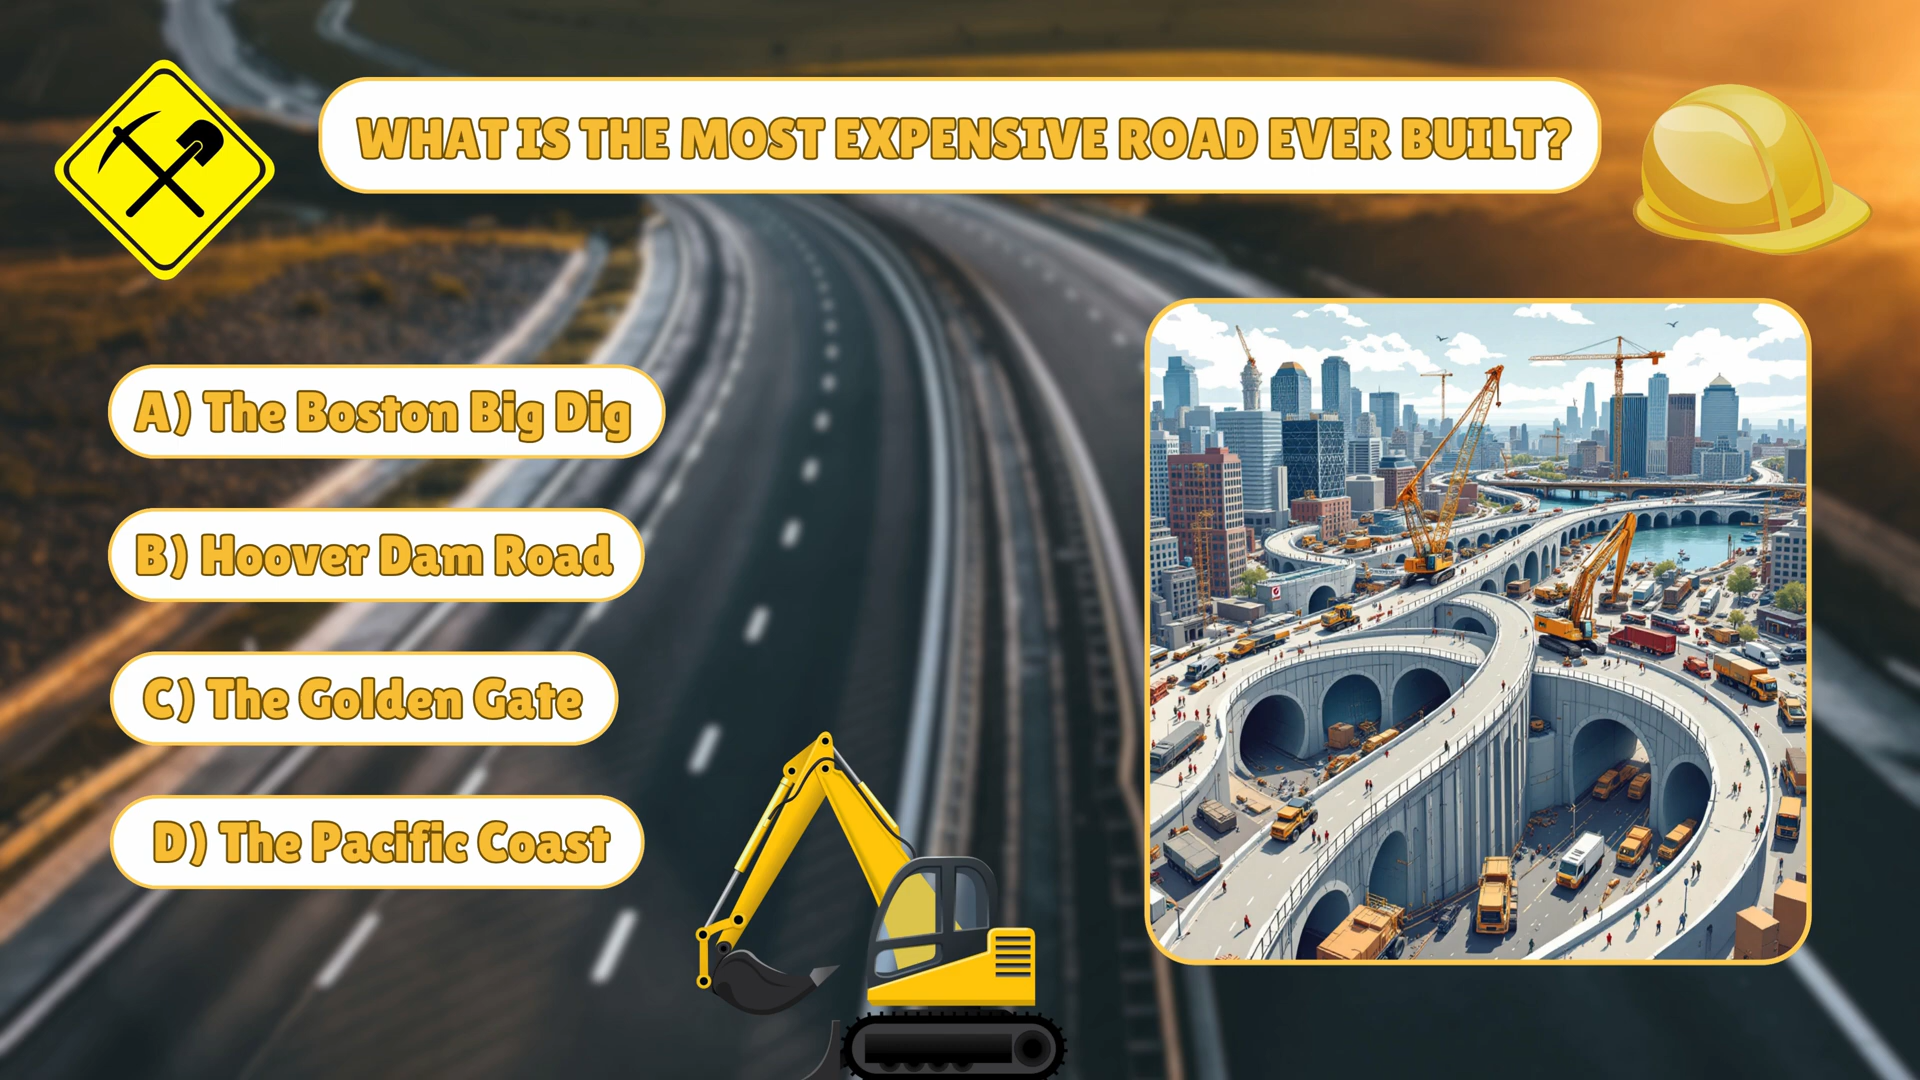 WHAT IS THE MOST EXPENSIVE ROAD EVER BUILT?
A) The Boston Big Dig
B) Hoover Dam Road
C) The Golden Gate
D) The Pacific Coast